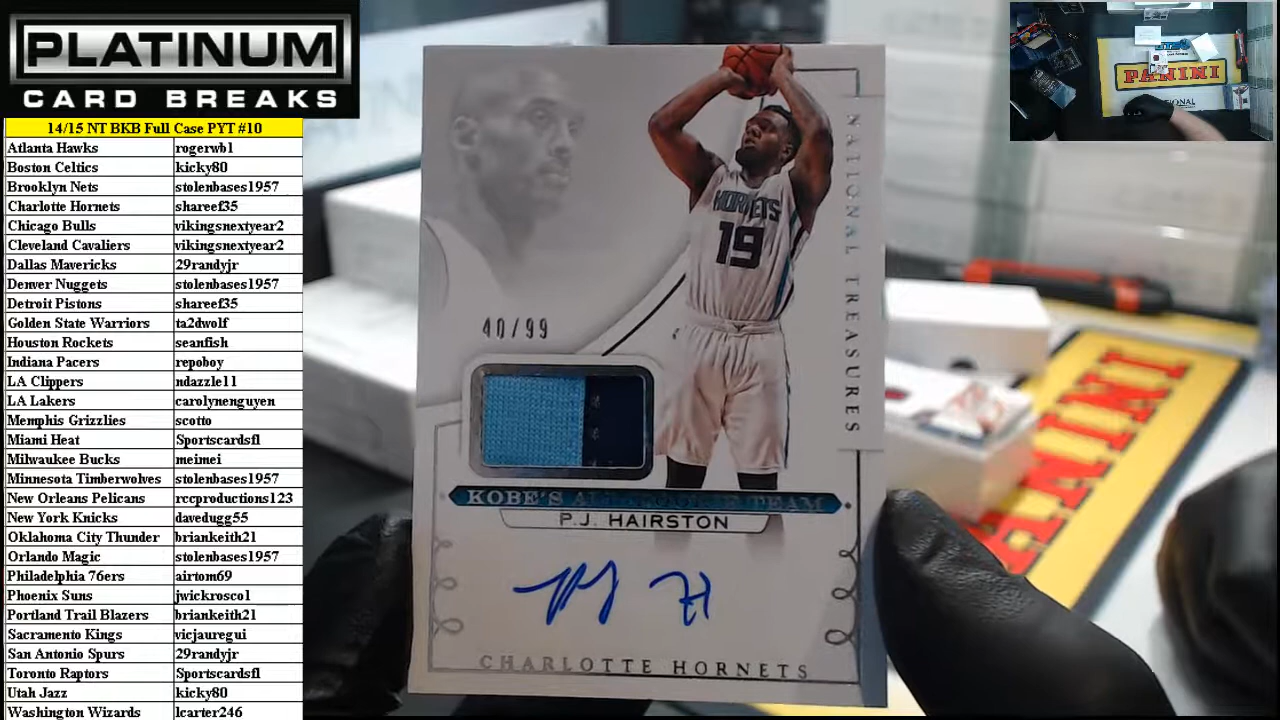 PLATINUM
CARD BREAKS
14/15 NT BKB Full Case PYT #10
Atlanta Hawks rogerwb1
Boston Celtics kicky80
Brooklyn Nets stolenbases1957
Charlotte Hornets shareef35
Chicago Bulls vikingsnextyear2
Cleveland Cavaliers vikingsnextyear2
Dallas Mavericks 29randyjr
Denver Nuggets stolenbases1957
Detroit Pistons shareef35
Golden State Warriors ta2dwolf
Houston Rockets seanfish
Indiana Pacers repoboy
LA Clippers ndazzle11
LA Lakers carolynenguyen
Memphis Grizzlies scotto
Miami Heat Sportscardsfl
Milwaukee Bucks meimei
Minnesota Timberwolves stolenbases1957
New Orleans Pelicans rccproductions123
New York Knicks davedugg55
Oklahoma City Thunder briankeith21
Orlando Magic stolenbases1957
Philadelphia 76ers airtom69
Phoenix Suns jwickrosco1
Portland Trail Blazers briankeith21
Sacramento Kings vicjauregui
San Antonio Spurs 29randyjr
Toronto Raptors Sportscardsfl
Utah Jazz kicky80
Washington Wizards lcarter246
HORNETS
19
NATIONAL TREASURES
40/99
KOBE'S ALL-ROOKIE TEAM
P.J. HAIRSTON
CHARLOTTE HORNETS
PANINI
PANINI